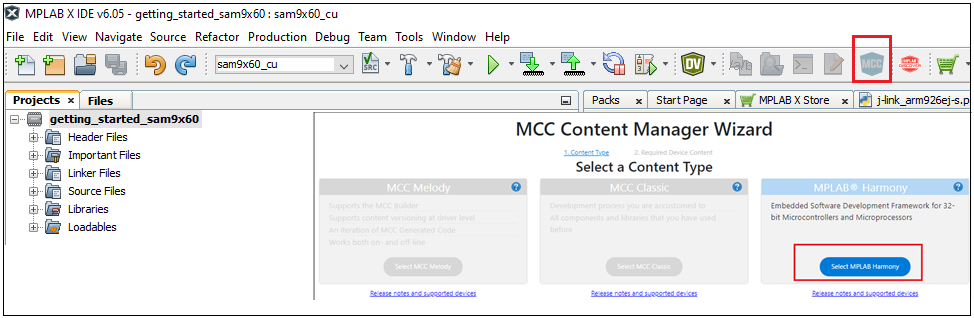 MPLAB X IDE v6.05 - getting_started_sam9x60 : sam9x60_cu
File Edit View Navigate Source Refactor Production Debug Team Tools Window Help
sam9x60_cu
SRC
DV
MCC
Projects x Files
Packs x Start Page x MPLAB X Store x j-link_arm926ej-s.p
getting_started_sam9x60
Header Files
Important Files
Linker Files
Source Files
Libraries
Loadables
MCC Content Manager Wizard
1. Content Type 2. Required Device Content
Select a Content Type
MCC Melody
Supports the MCC Builder
Supports content versioning at driver level
An iteration of MCC Generated Code
Works both on- and off-line
Select MCC Melody
Release notes and supported devices
MCC Classic
Development process you are accustomed to
All components and libraries that you have used
before
Select MCC Classic
Release notes and supported devices
MPLAB® Harmony
Embedded Software Development Framework for 32-
bit Microcontrollers and Microprocessors
Select MPLAB Harmony
Release notes and supported devices